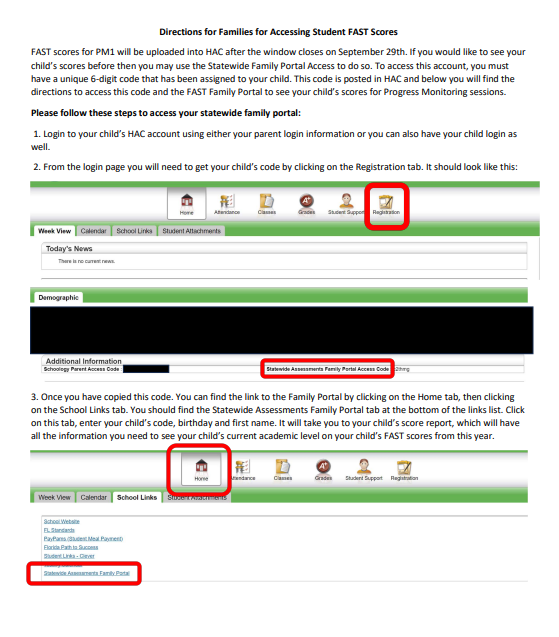 Directions for Families for Accessing Student FAST Scores
FAST scores for PM1 will be uploaded into HAC after the window closes on September 29th. If you would like to see your
child's scores before then you may use the Statewide Family Portal Access to do so. To access this account, you must
have a unique 6-digit code that has been assigned to your child. This code is posted in HAC and below you will find the
directions to access this code and the FAST Family Portal to see your child's scores for Progress Monitoring sessions.
Please follow these steps to access your statewide family portal:
1. Login to your child's HAC account using either your parent login information or you can also have your child login as
well.
2. From the login page you will need to get your child's code by clicking on the Registration tab. It should look like this:
Home Attendance Classes Grades Student Support Registration
Week View Calendar School Links Student Attachments
Today's News
There is no current news.
Demographic
Additional Information
Schoology Parent Access Code Statewide Assessments Family Portal Access Code
3. Once you have copied this code. You can find the link to the Family Portal by clicking on the Home tab, then clicking
on the School Links tab. You should find the Statewide Assessments Family Portal tab at the bottom of the links list. Click
on this tab, enter your child's code, birthday and first name. It will take you to your child's score report, which will have
all the information you need to see your child's current academic level on your child's FAST scores from this year.
Home Attendance Classes Grades Student Support Registration
Week View Calendar School Links Student Attachments
School Website
FL Standards
PayPams (Student Meal Payment)
Florida Path to Success
Student Links - Clever
Statewide Assessments Family Portal